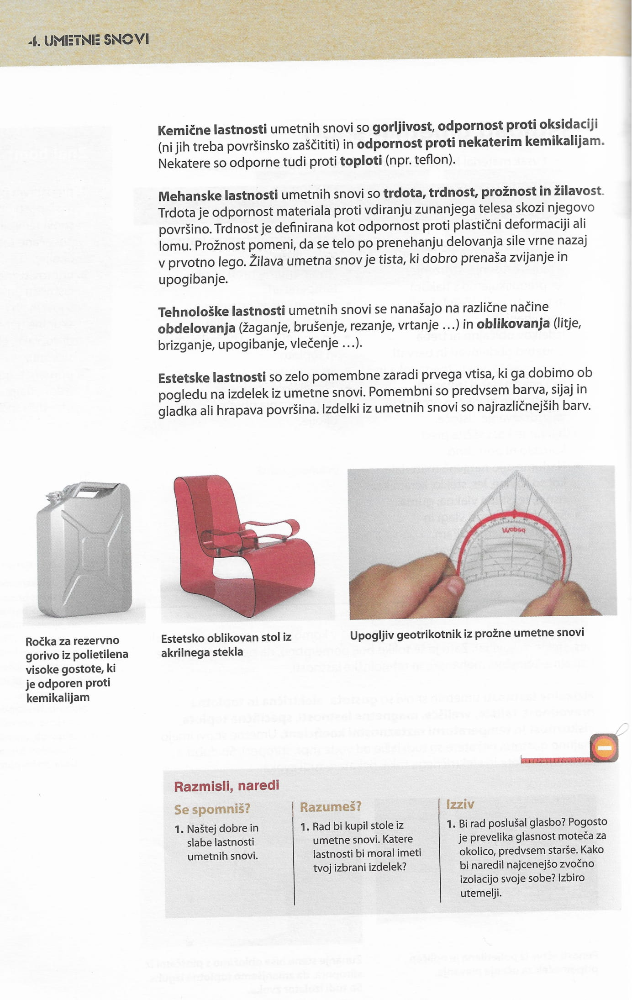 4. UMETNE SNOVI
Kemične lastnosti umetnih snovi so gorljivost, odpornost proti oksidaciji
(ni jih treba površinsko zaščititi) in odpornost proti nekaterim kemikalijam.
Nekatere so odporne tudi proti toploti (npr. teflon).
Mehanske lastnosti umetnih snovi so trdota, trdnost, prožnost in žilavost.
Trdota je odpornost materiala proti vdiranju zunanjega telesa skozi njegovo
površino. Trdnost je definirana kot odpornost proti plastični deformaciji ali
lomu. Prožnost pomeni, da se telo po prenehanju delovanja sile vrne nazaj
v prvotno lego. Žilava umetna snov je tista, ki dobro prenaša zvijanje in
upogibanje.
Tehnološke lastnosti umetnih snovi se nanašajo na različne načine
obdelovanja (žaganje, brušenje, rezanje, vrtanje ...) in oblikovanja (litje,
brizganje, upogibanje, vlečenje ...).
Estetske lastnosti so zelo pomembne zaradi prvega vtisa, ki ga dobimo ob
pogledu na izdelek iz umetne snovi. Pomembni so predvsem barva, sijaj in
gladka ali hrapava površina. Izdelki iz umetnih snovi so najrazličnejših barv.
Ročka za rezervno
gorivo iz polietilena
visoke gostote, ki
je odporen proti
kemikalijam
Estetsko oblikovan stol iz
akrilnega stekla
Upogljiv geotrikotnik iz prožne umetne snovi
Razmisli, naredi
Se spomniš?
1. Naštej dobre in
slabe lastnosti
umetnih snovi.
Razumeš?
1. Rad bi kupil stole iz
umetne snovi. Katere
lastnosti bi moral imeti
tvoj izbrani izdelek?
Izziv
1. Bi rad poslušal glasbo? Pogosto
je prevelika glasnost moteča za
okolico, predvsem starše. Kako
bi naredil najcenejšo zvočno
izolacijo svoje sobe? Izbiro
utemelji.